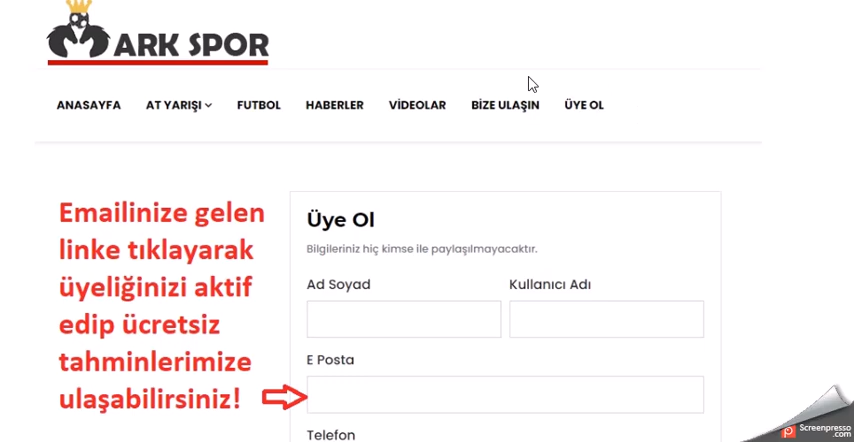 ARK SPOR
ANASAYFA AT YARIŞI FUTBOL HABERLER VİDEOLAR BİZE ULAŞIN ÜYE OL
Emailinize gelen
linke tıklayarak
üyeliğinizi aktif
edip ücretsiz
tahminlerimize
ulaşabilirsiniz!
Üye Ol
Bilgileriniz hiç kimse ile paylaşılmayacaktır.
Ad Soyad Kullanıcı Adı
E Posta
Telefon
Screenpresso
.com